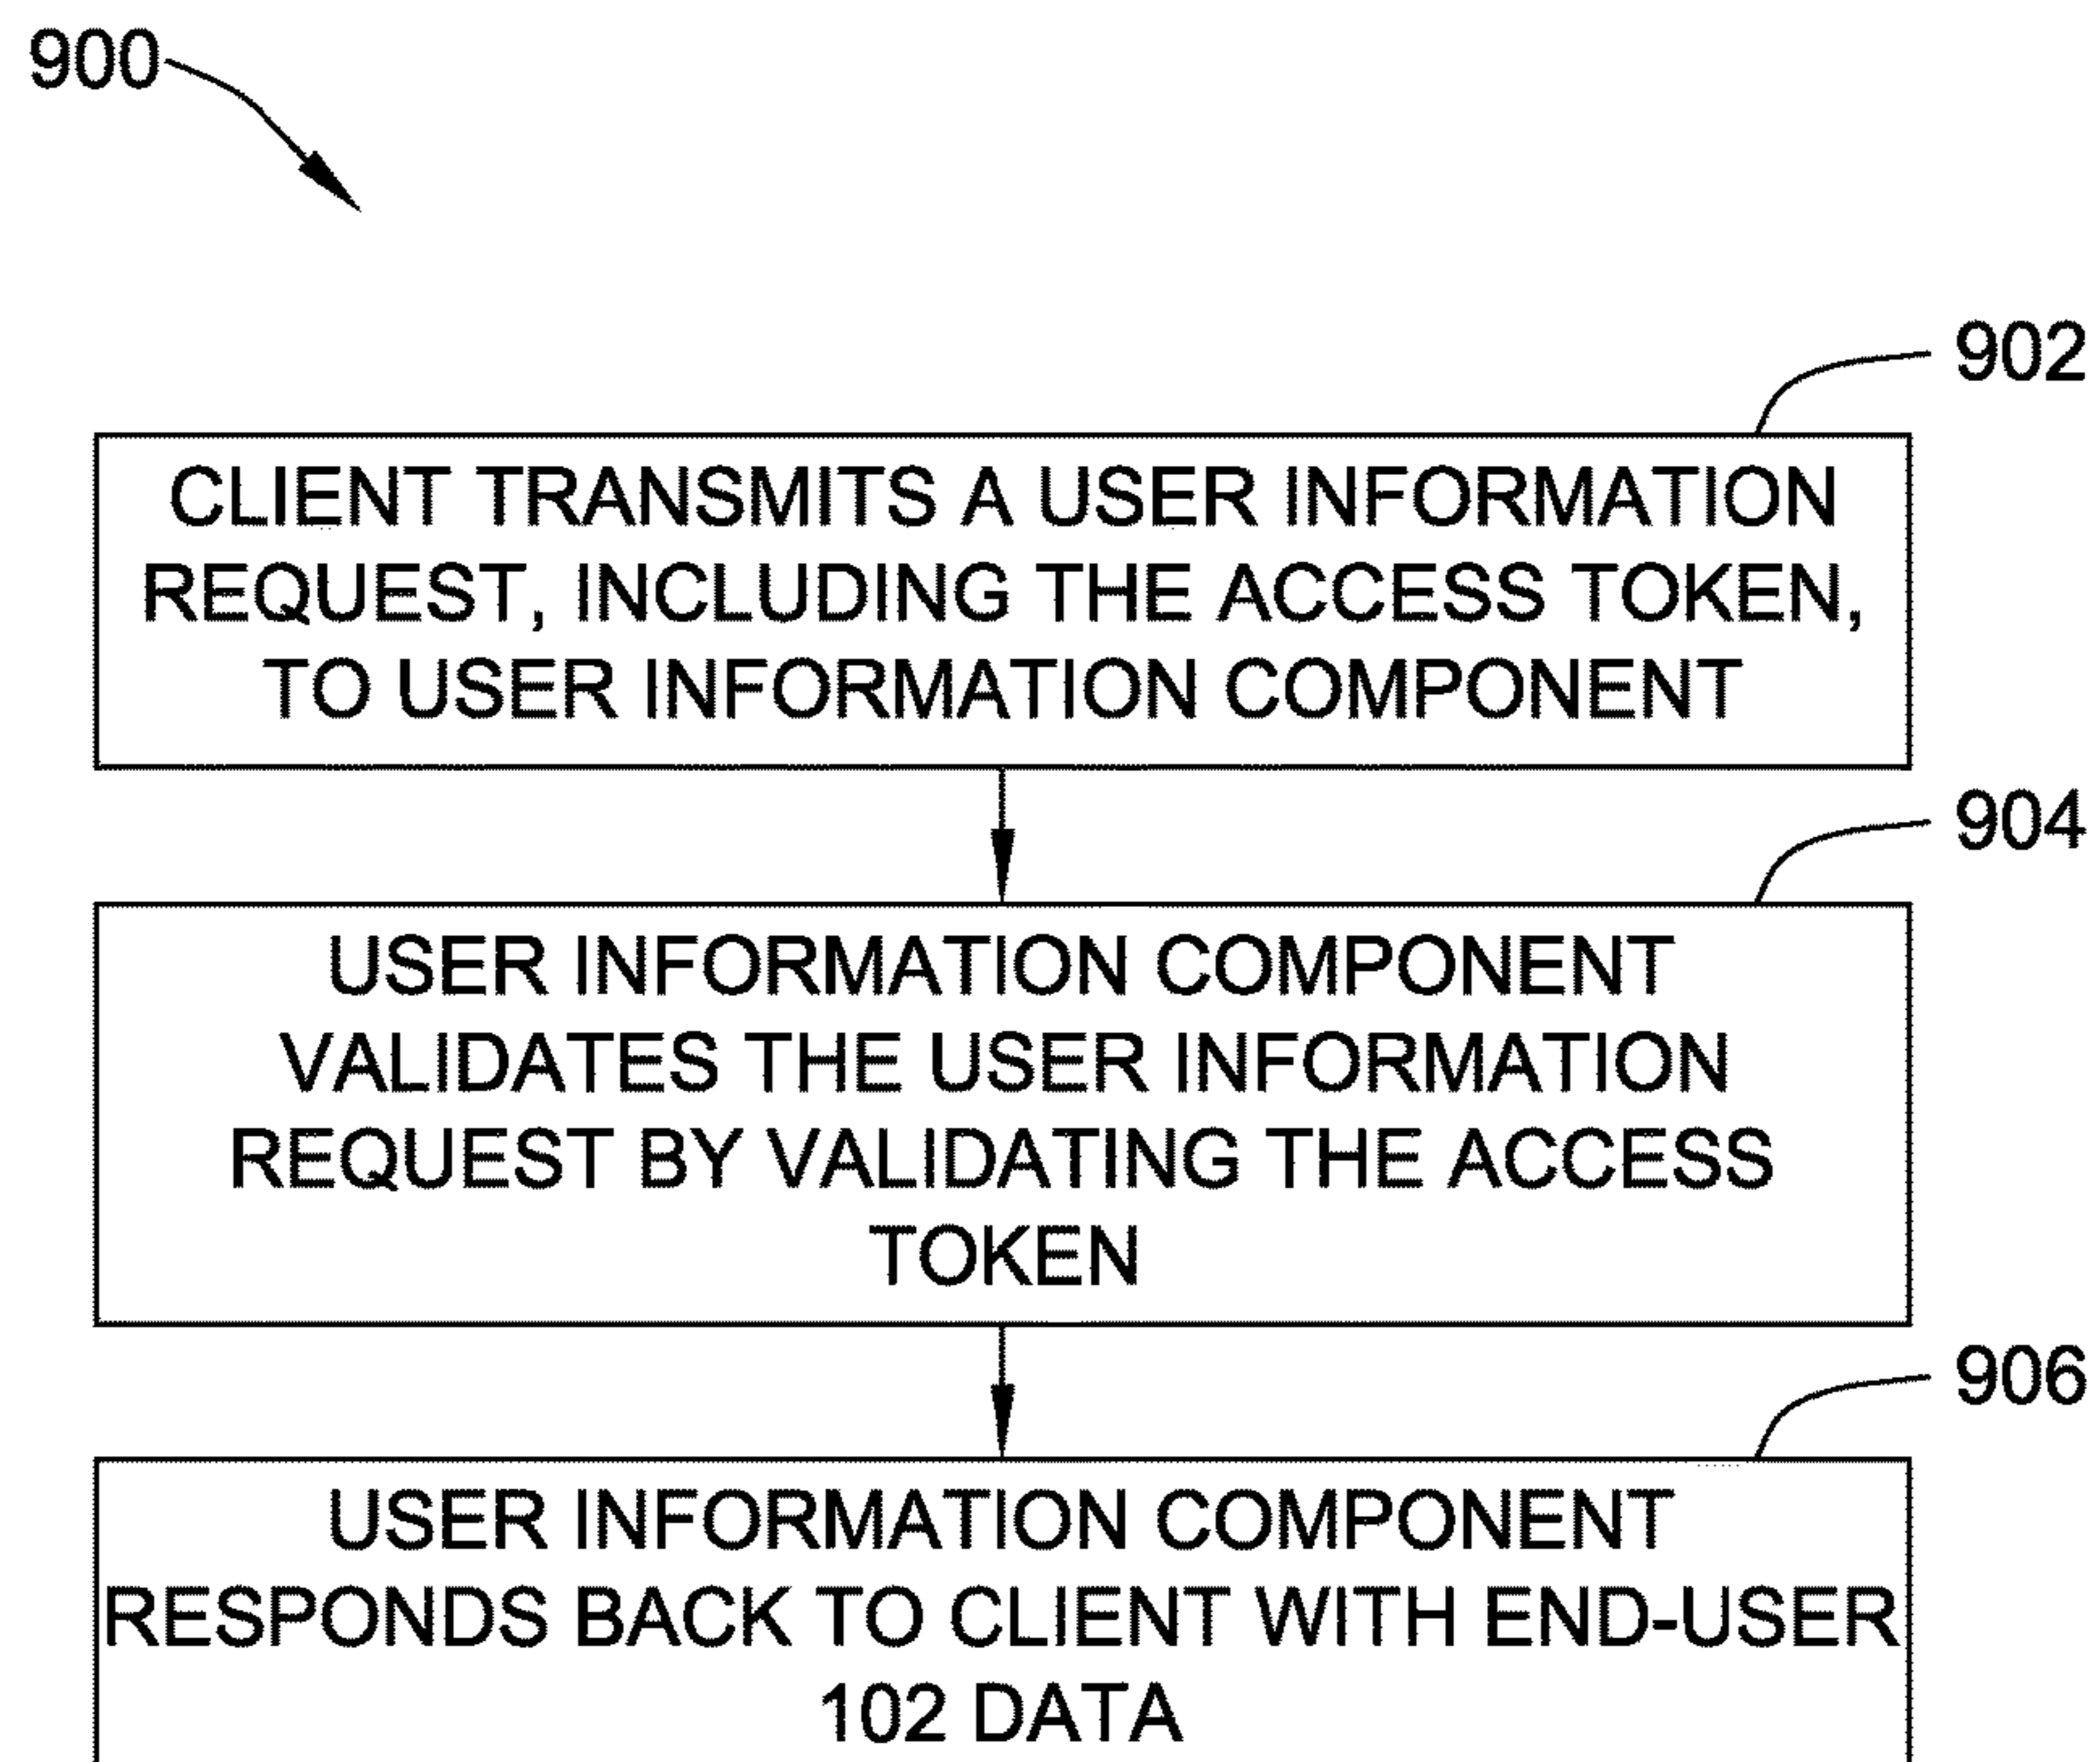 900
902
CLIENT TRANSMITS A USER INFORMATION
REQUEST, INCLUDING THE ACCESS TOKEN,
TO USER INFORMATION COMPONENT
904
USER INFORMATION COMPONENT
VALIDATES THE USER INFORMATION
REQUEST BY VALIDATING THE ACCESS
TOKEN
906
USER INFORMATION COMPONENT
RESPONDS BACK TO CLIENT WITH END-USER
102 DATA